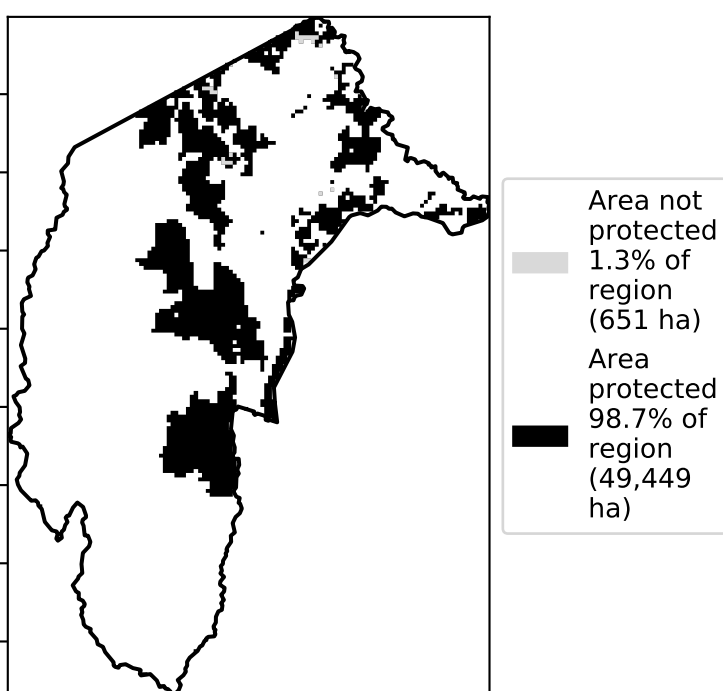 Area not
protected
1.3% of
region
(651 ha)
Area
protected
98.7% of
region
(49,449
ha)